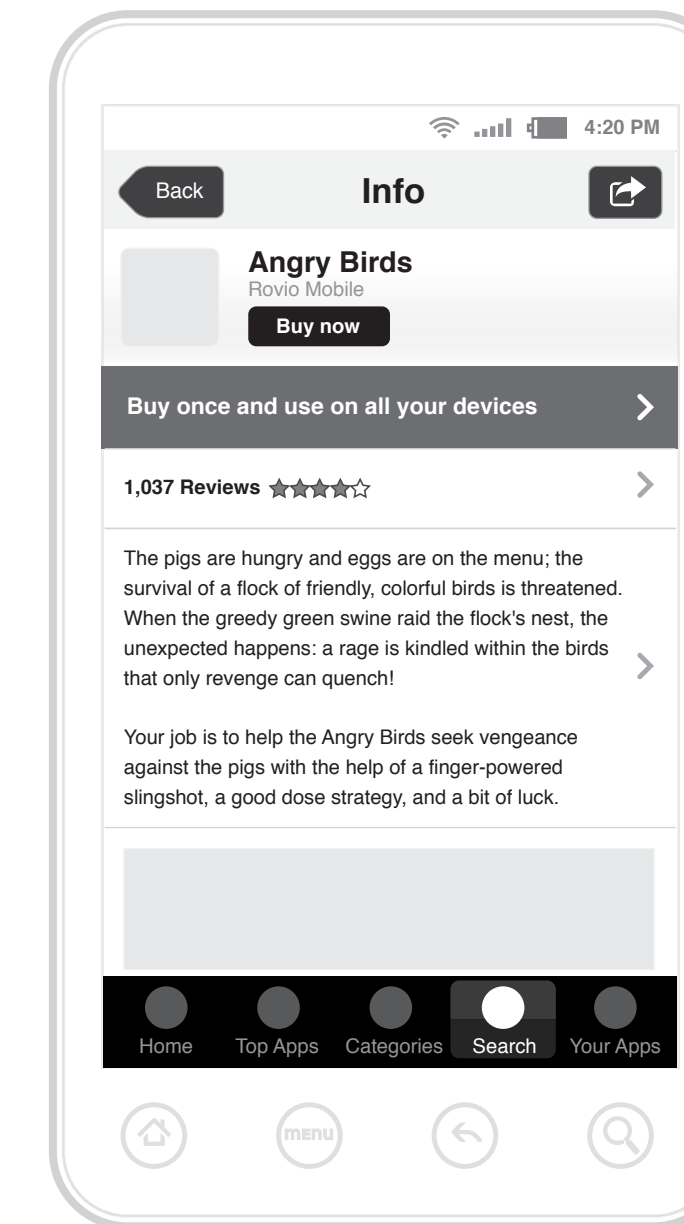 4:20 PM
Back
Info
Angry Birds
Rovio Mobile
Buy now
Buy once and use on all your devices
1,037 Reviews
The pigs are hungry and eggs are on the menu; the
survival of a flock of friendly, colorful birds is threatened.
When the greedy green swine raid the flock's nest, the
unexpected happens: a rage is kindled within the birds
that only revenge can quench!
Your job is to help the Angry Birds seek vengeance
against the pigs with the help of a finger-powered
slingshot, a good dose strategy, and a bit of luck.
Home
Top Apps
Categories
Search
Your Apps
MENU